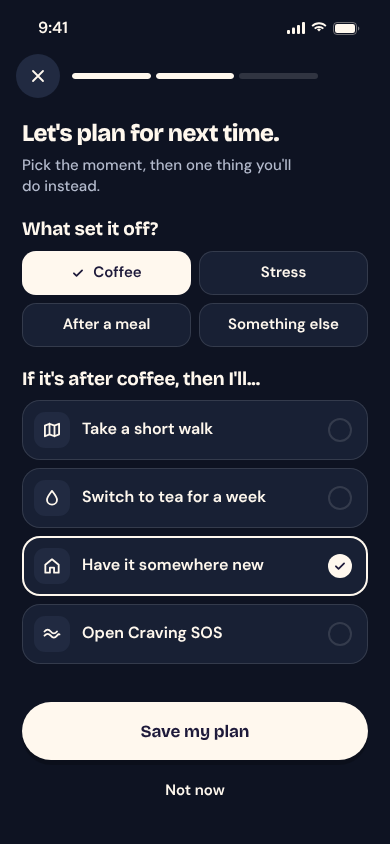 9:41
Let's plan for next time.
Pick the moment, then one thing you'll
do instead.
What set it off?
Coffee
Stress
After a meal
Something else
If it's after coffee, then I'll...
Take a short walk
Switch to tea for a week
Have it somewhere new
Open Craving SOS
Save my plan
Not now